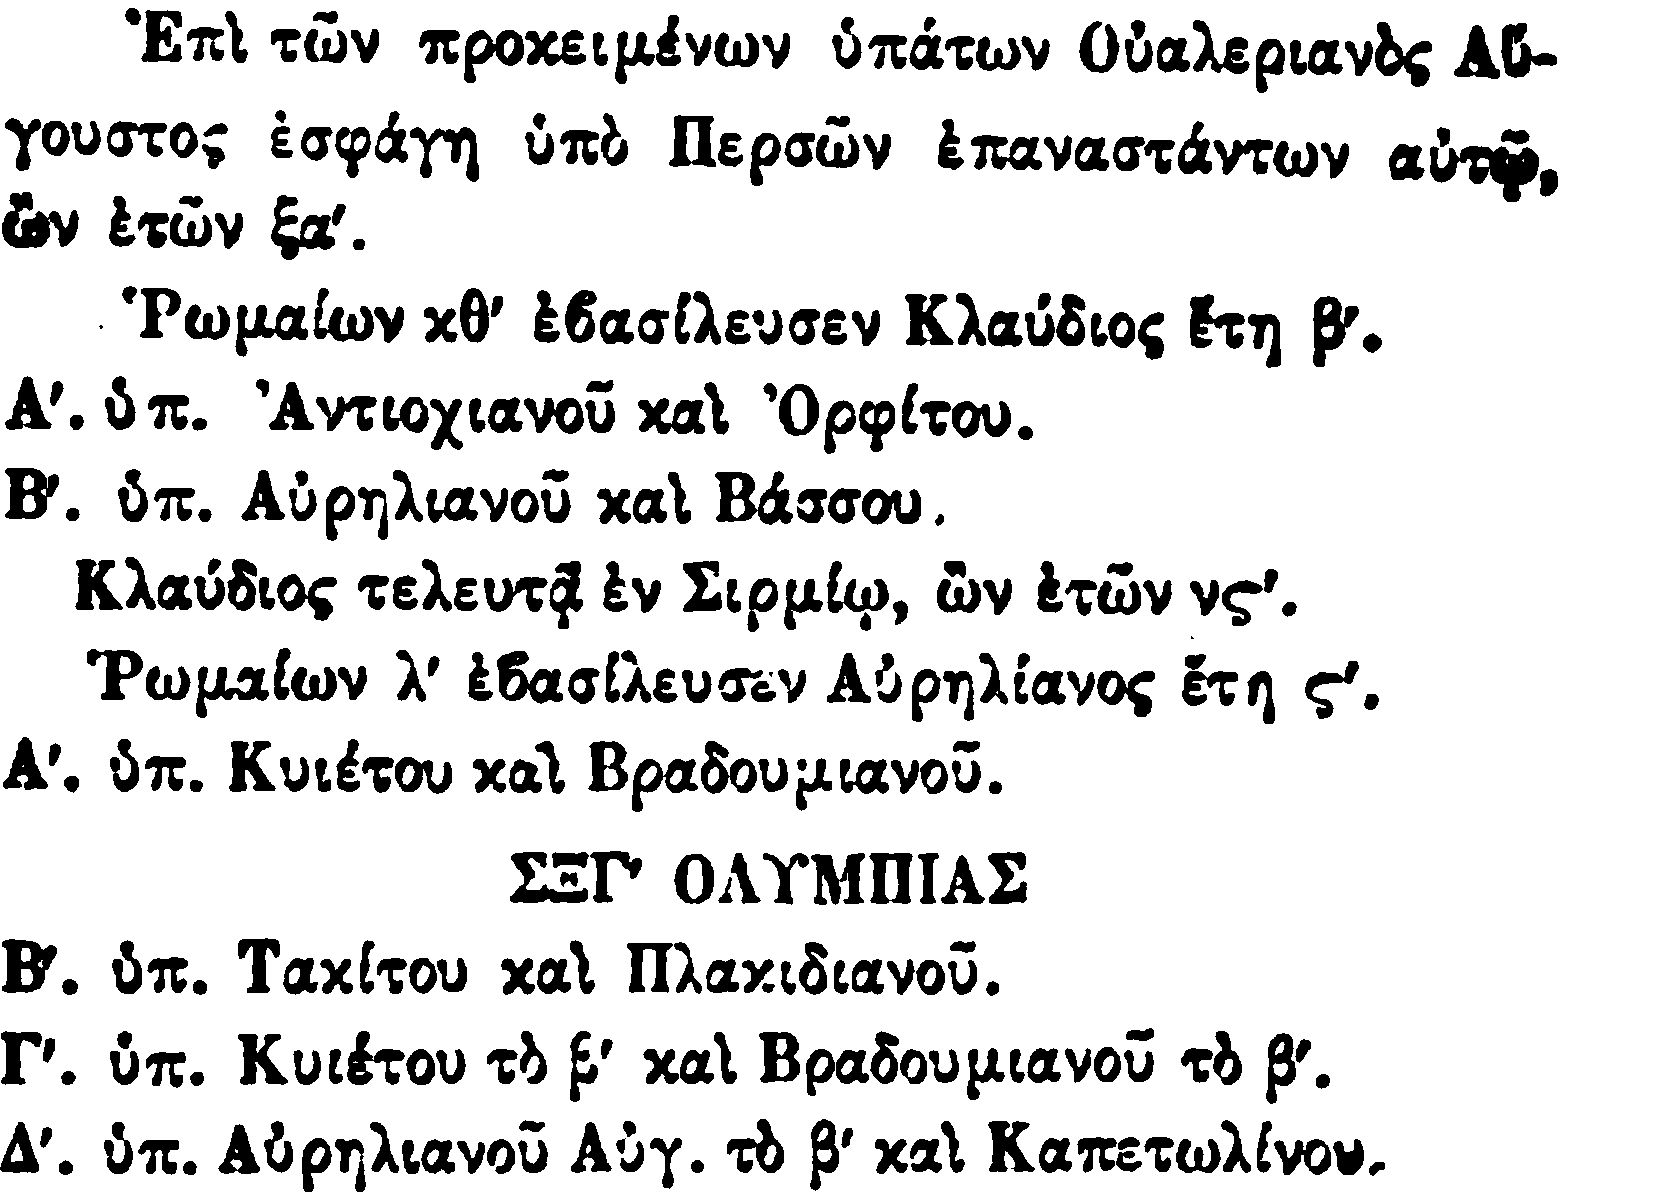 Ἐπὶ τῶν προκειμένων ὑπάτων Οὐαλεριανὸς Αὔ-
γουστος ἐσφάγη ὑπὸ Περσῶν ἐπαναστάντων αὐτῷ,
ὢν ἐτῶν ξα'.
Ῥωμαίων κθ' ἐβασίλευσεν Κλαύδιος ἔτη β'.
Α'. ὑπ. Ἀντιοχιανοῦ καὶ Ὀρφίτου.
Β'. ὑπ. Αὐρηλιανοῦ καὶ Βάσσου.
Κλαύδιος τελευτᾷ ἐν Σιρμίῳ, ὢν ἐτῶν νϛ'.
Ῥωμαίων λ' ἐβασίλευσεν Αὐρηλίανος ἔτη ϛ'.
Α'. ὑπ. Κυιέτου καὶ Βραδουμιανοῦ.
ΣΞΓ' ΟΛΥΜΠΙΑΣ
Β'. ὑπ. Τακίτου καὶ Πλακιδιανοῦ.
Γ'. ὑπ. Κυιέτου τὸ β' καὶ Βραδουμιανοῦ τὸ β'.
Δ'. ὑπ. Αὐρηλιανοῦ Αὐγ. τὸ β' καὶ Καπετωλίνου.